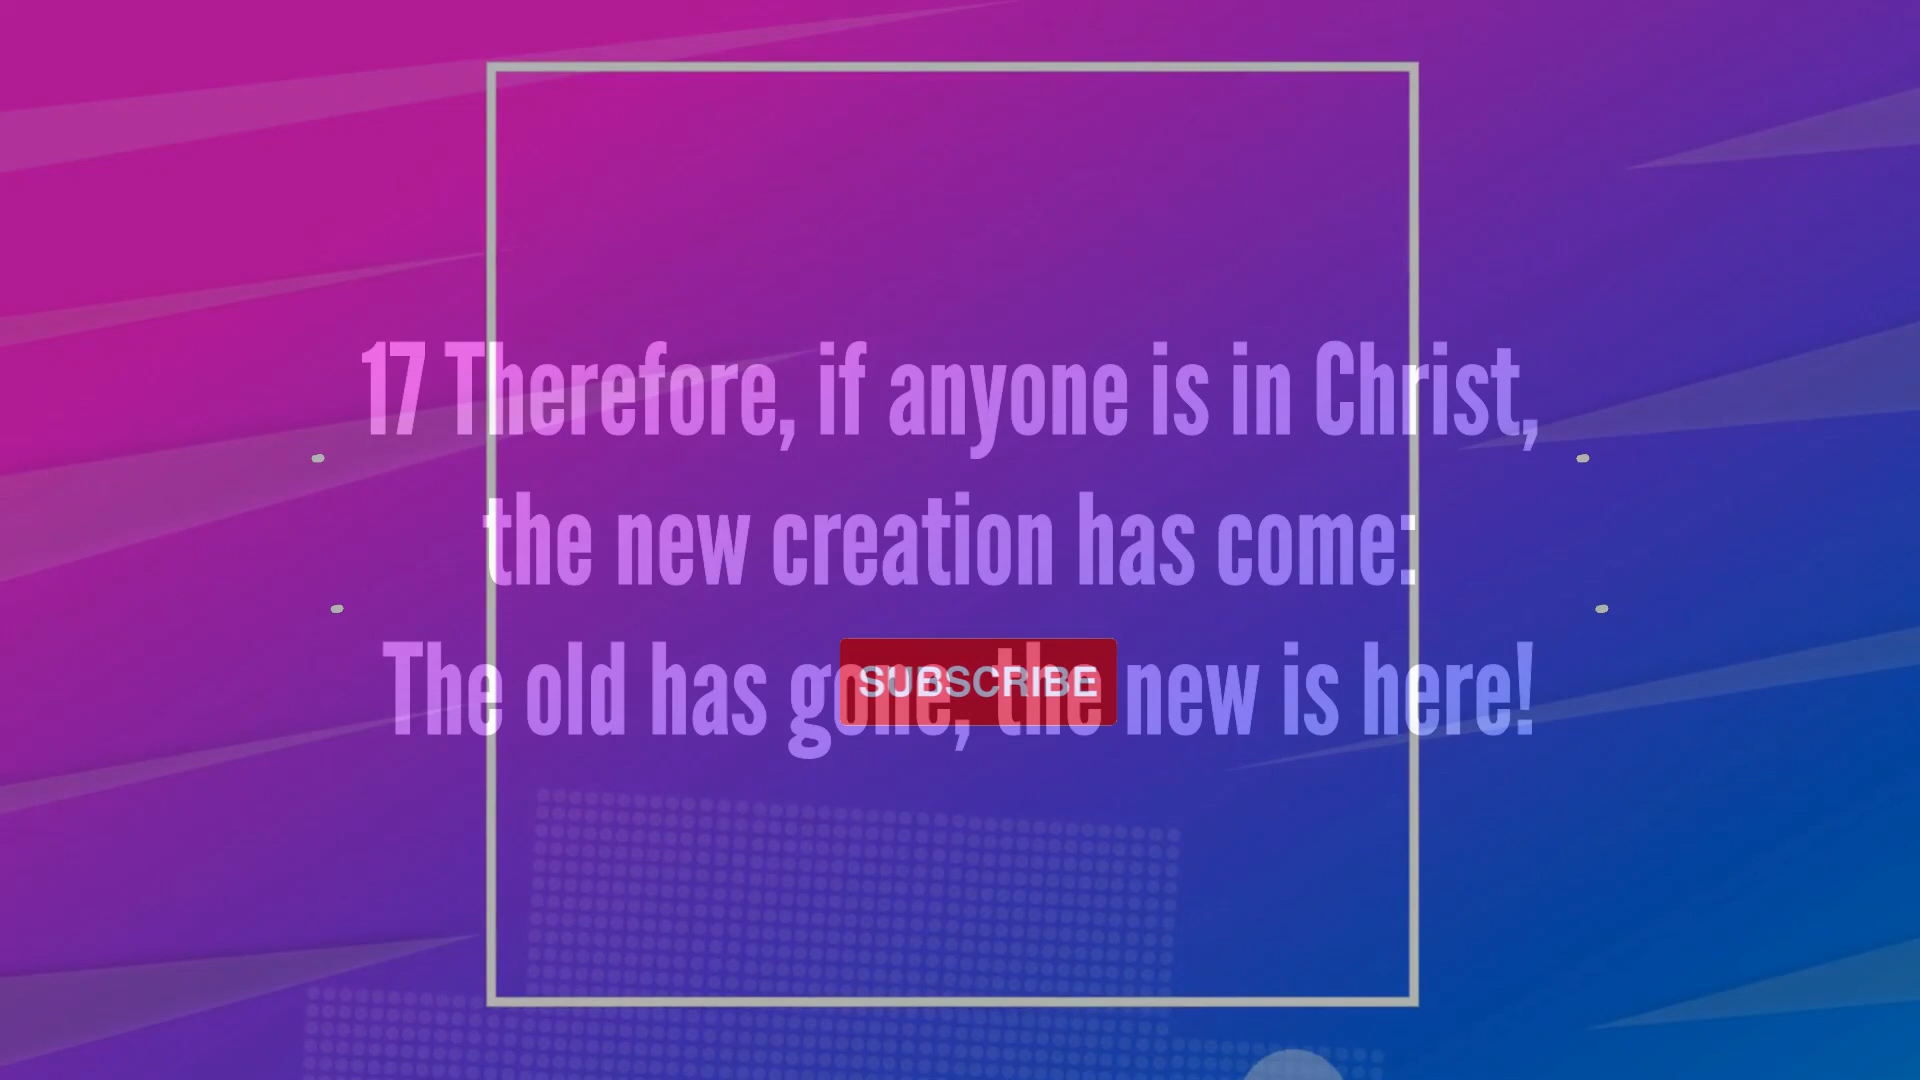 17 Therefore, if anyone is in Christ,
the new creation has come:
The old has gone, the new is here!
SUBSCRIBE